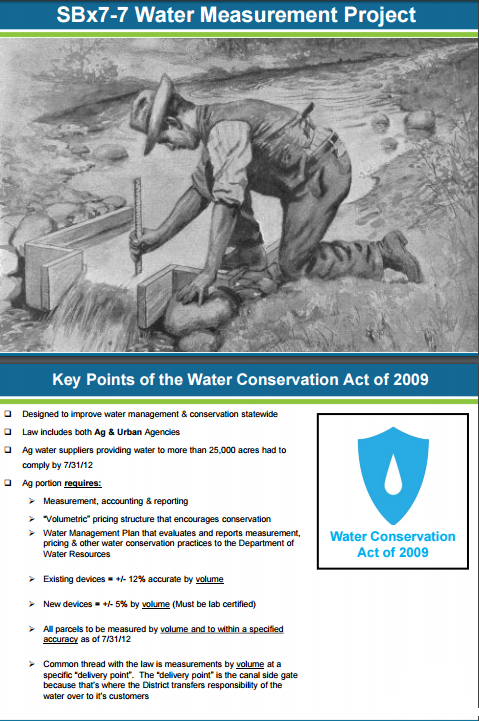 SBx7-7 Water Measurement Project
Key Points of the Water Conservation Act of 2009
❑ Designed to improve water management & conservation statewide
❑ Law includes both Ag & Urban Agencies
❑ Ag water suppliers providing water to more than 25,000 acres had to
comply by 7/31/12
❑ Ag portion requires:
➢ Measurement, accounting & reporting
➢ "Volumetric" pricing structure that encourages conservation
➢ Water Management Plan that evaluates and reports measurement,
pricing & other water conservation practices to the Department of
Water Resources
➢ Existing devices = +/- 12% accurate by volume
➢ New devices = +/- 5% by volume (Must be lab certified)
➢ All parcels to be measured by volume and to within a specified
accuracy as of 7/31/12
➢ Common thread with the law is measurements by volume at a
specific "delivery point". The "delivery point" is the canal side gate
because that's where the District transfers responsibility of the
water over to it's customers
Water Conservation
Act of 2009